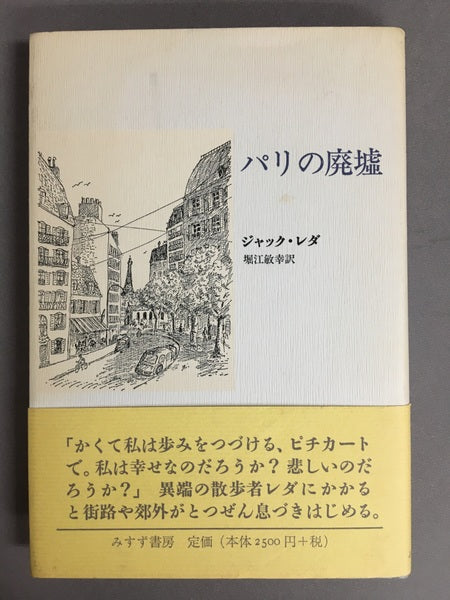 パリの廃墟
ジャック・レダ
堀江敏幸訳
「かくて私は歩みをつづける、ピチカート
で。私は幸せなのだろうか? 悲しいのだ
ろうか?」 異端の散歩者レダにかかる
と街路や郊外がとつぜん息づきはじめる。
みすず書房 定価 (本体2500円+税)